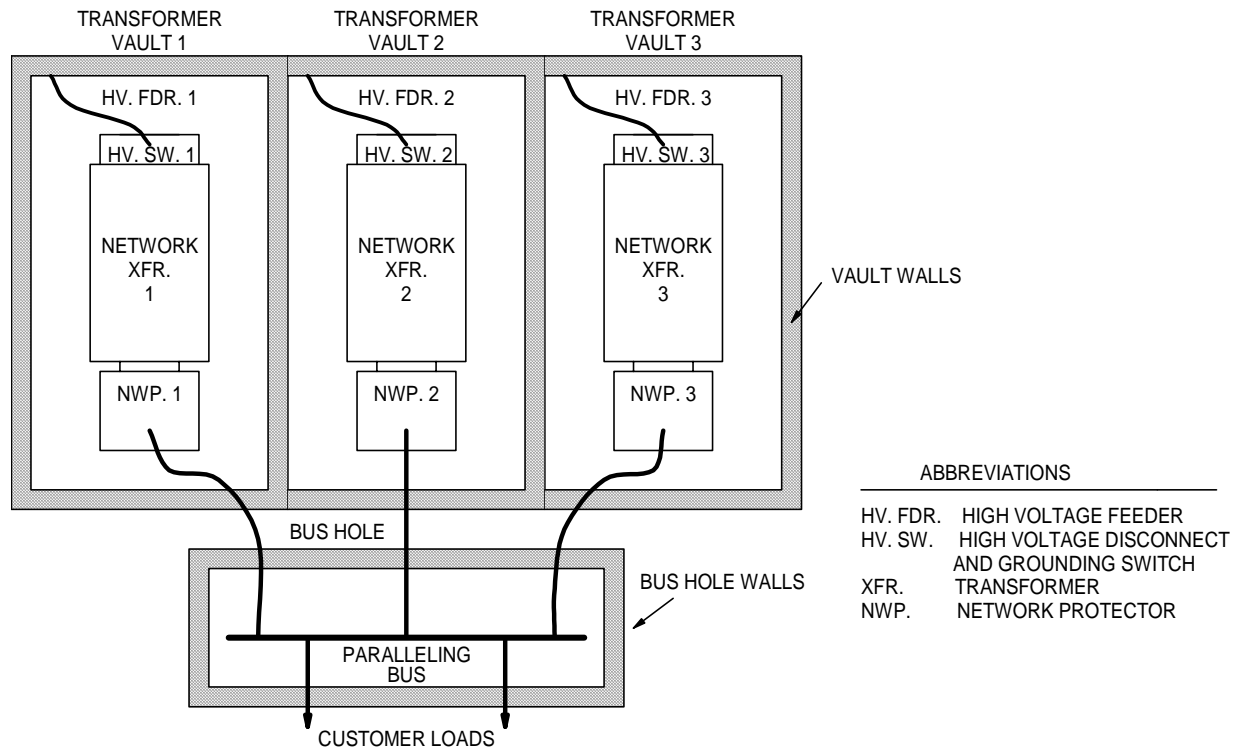 TRANSFORMER
VAULT 1
TRANSFORMER
VAULT 2
TRANSFORMER
VAULT 3
HV. FDR. 1
HV. FDR. 2
HV. FDR. 3
HV. SW. 1
HV. SW. 2
HV. SW. 3
NETWORK
XFR.
1
NETWORK
XFR.
2
NETWORK
XFR.
3
VAULT WALLS
NWP. 1
NWP. 2
NWP. 3
BUS HOLE
BUS HOLE WALLS
PARALLELING
BUS
CUSTOMER LOADS
ABBREVIATIONS
HV. FDR. HIGH VOLTAGE FEEDER
HV. SW. HIGH VOLTAGE DISCONNECT
AND GROUNDING SWITCH
XFR. TRANSFORMER
NWP. NETWORK PROTECTOR